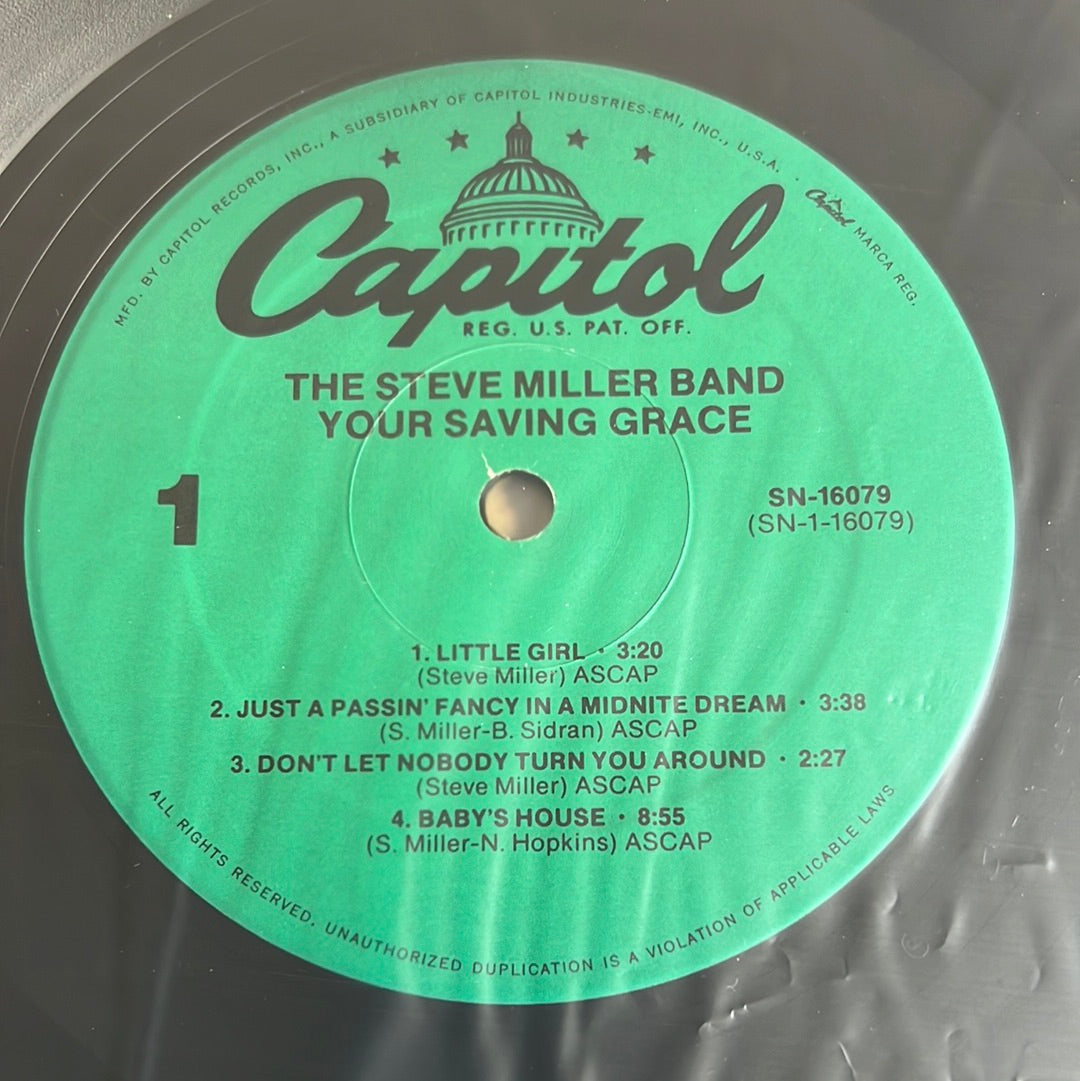 MFD. BY CAPITOL RECORDS, INC., A SUBSIDIARY OF CAPITOL INDUSTRIES-EMI, INC., U.S.A. · Capitol MARCA REG.
Capitol
REG. U.S. PAT. OFF.
THE STEVE MILLER BAND
YOUR SAVING GRACE
1
SN-16079
(SN-1-16079)
1. LITTLE GIRL · 3:20
(Steve Miller) ASCAP
2. JUST A PASSIN' FANCY IN A MIDNITE DREAM · 3:38
(S. Miller-B. Sidran) ASCAP
3. DON'T LET NOBODY TURN YOU AROUND · 2:27
(Steve Miller) ASCAP
4. BABY'S HOUSE · 8:55
(S. Miller-N. Hopkins) ASCAP
ALL RIGHTS RESERVED. UNAUTHORIZED DUPLICATION IS A VIOLATION OF APPLICABLE LAWS